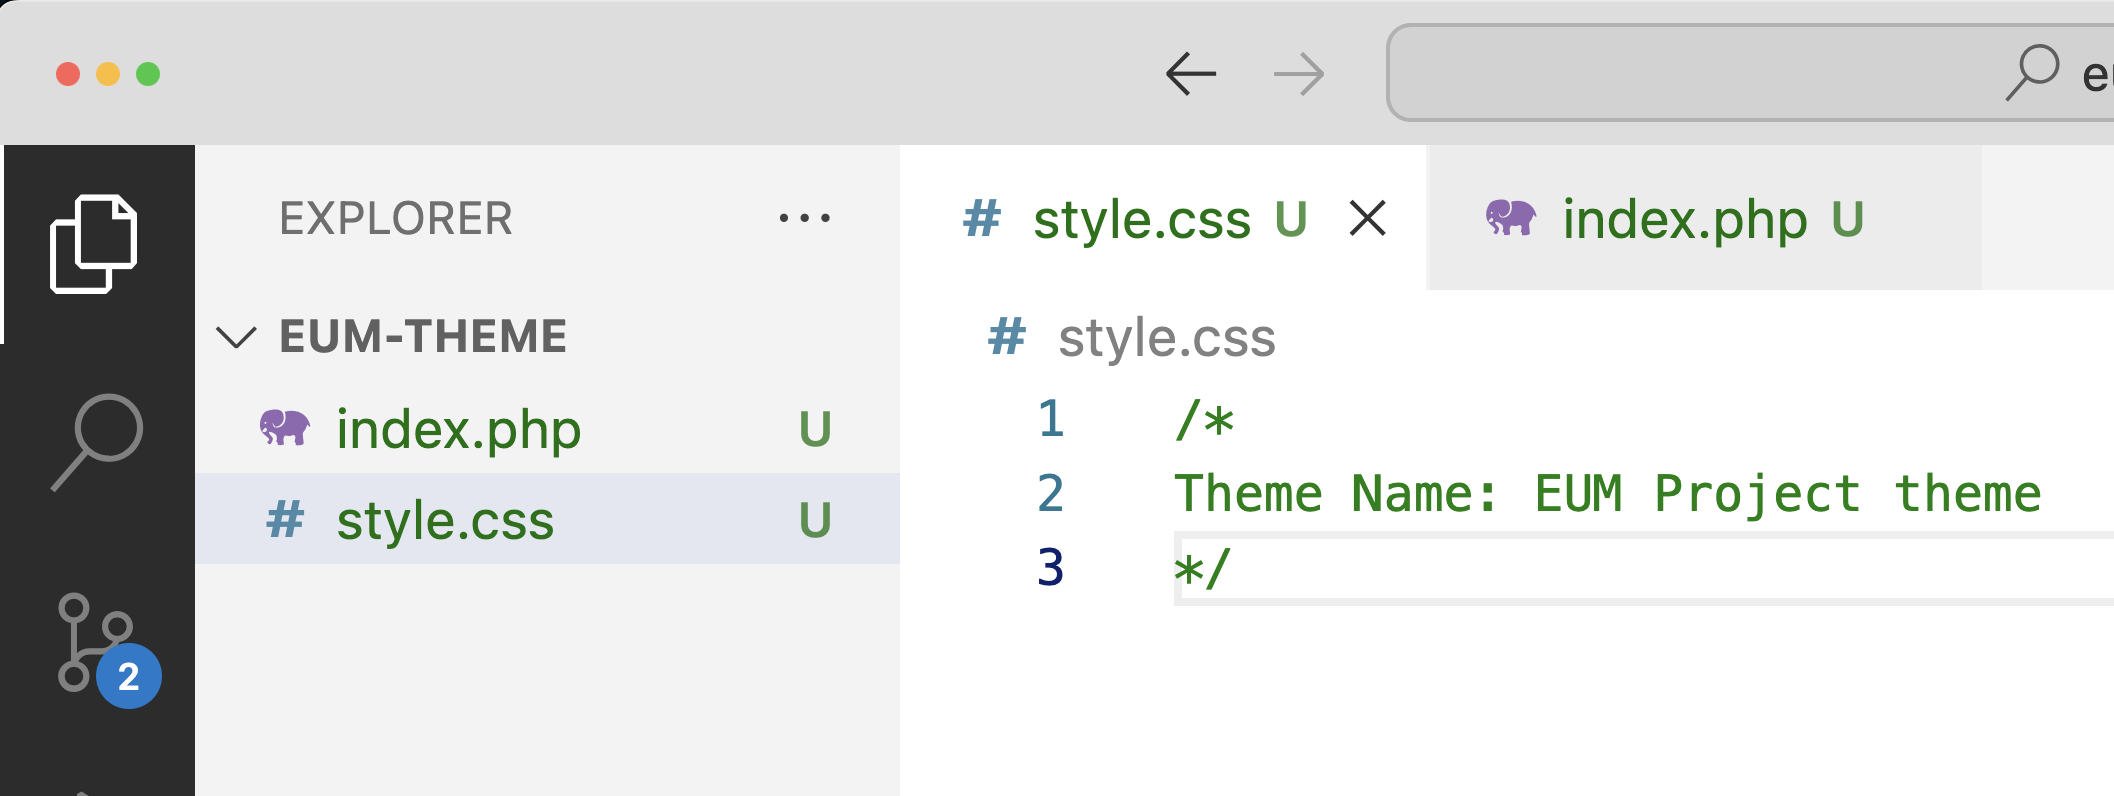 EXPLORER
EUM-THEME
index.php U
style.css U
2
# style.css U
index.php U
# style.css
1 /*
2 Theme Name: EUM Project theme
3 */